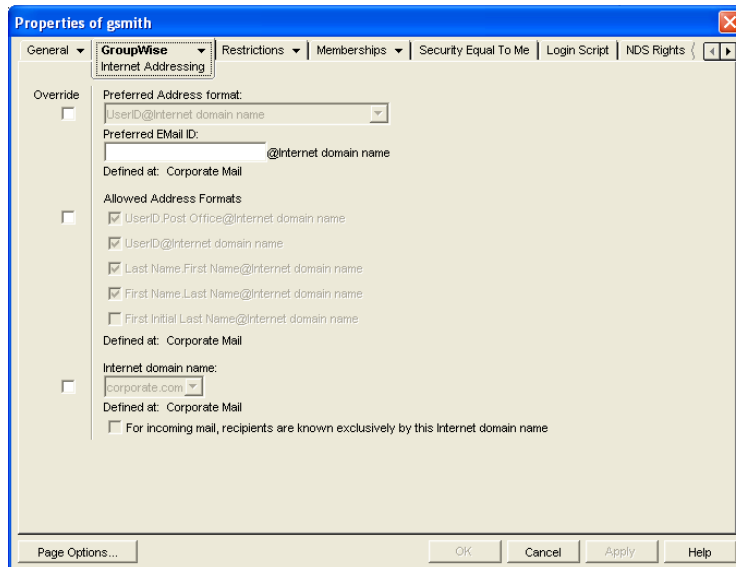 Properties of gsmith
General GroupWise Restrictions Memberships Security Equal To Me Login Script NDS Rights
Internet Addressing
Override Preferred Address format:
UserID@Internet domain name
Preferred EMail ID:
@Internet domain name
Defined at: Corporate Mail
Allowed Address Formats
UserID.Post Office@Internet domain name
UserID@Internet domain name
Last Name.First Name@Internet domain name
First Name.Last Name@Internet domain name
First Initial Last Name@Internet domain name
Defined at: Corporate Mail
Internet domain name:
corporate.com
Defined at: Corporate Mail
For incoming mail, recipients are known exclusively by this Internet domain name
Page Options... OK Cancel Apply Help